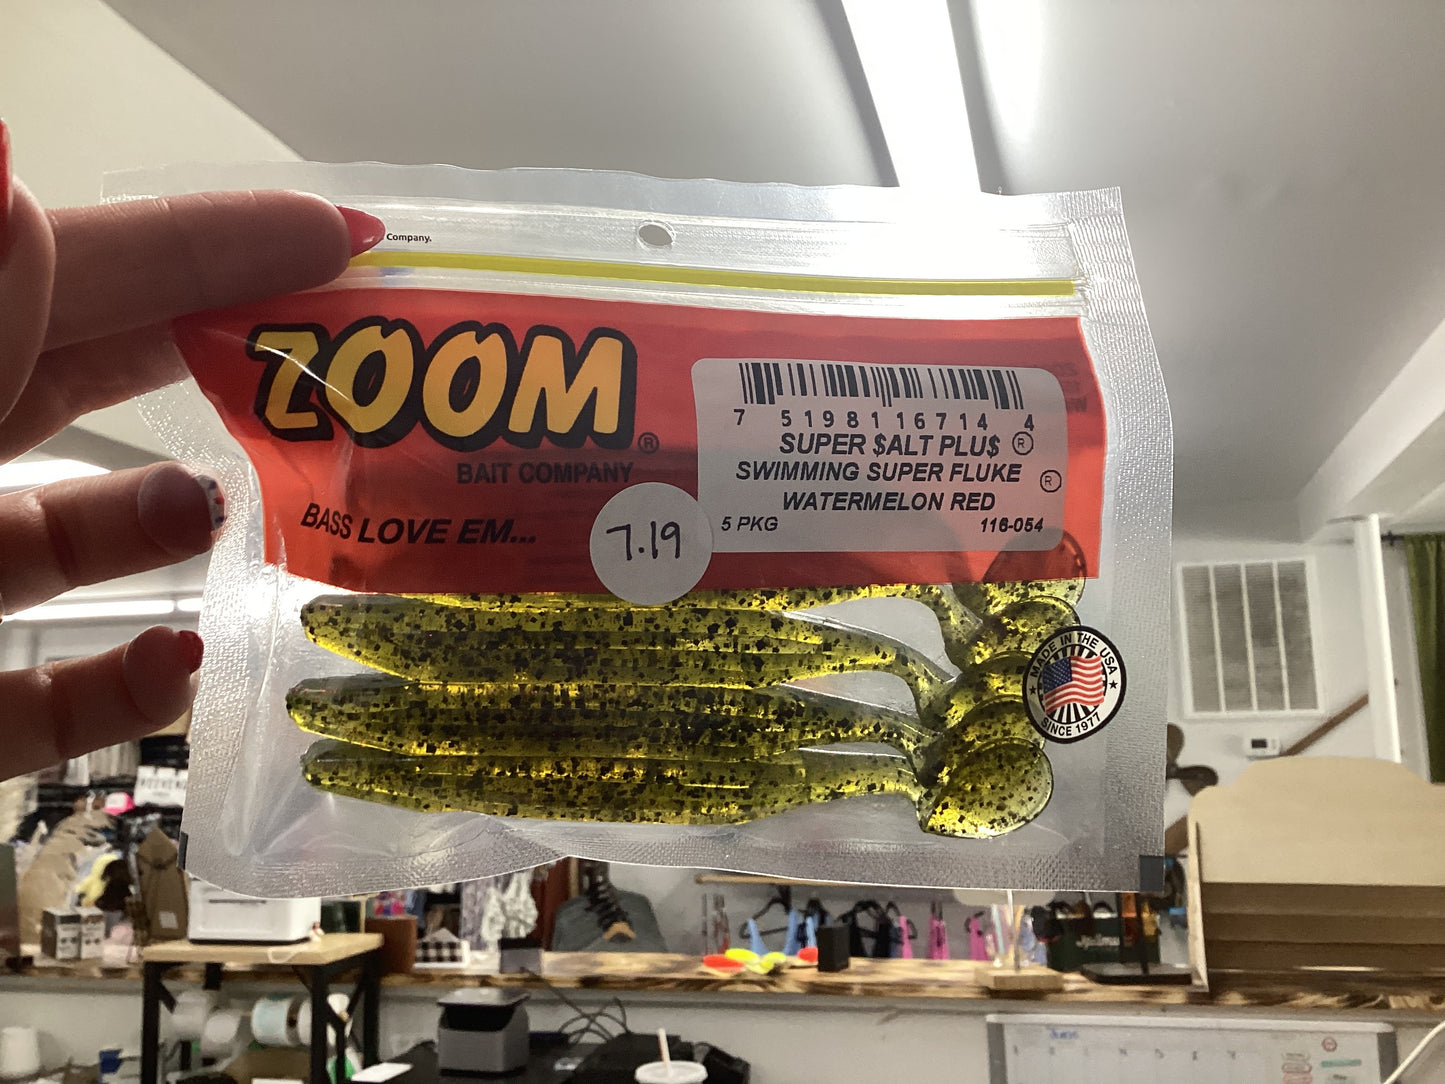 Company.
ZOOM®
BAIT COMPANY
BASS LOVE EM...
7.19
7 51981 16714 4
SUPER $ALT PLU$ ®
SWIMMING SUPER FLUKE ®
WATERMELON RED
5 PKG 116-054
MADE IN THE USA
SINCE 1977